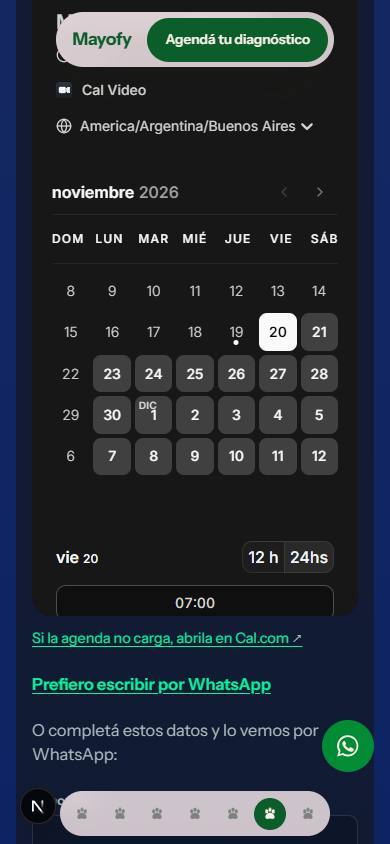 Mayofy
Agendá tu diagnóstico
Cal Video
America/Argentina/Buenos Aires
noviembre 2026
DOM LUN MAR MIÉ JUE VIE SÁB
8 9 10 11 12 13 14
15 16 17 18 19 20 21
22 23 24 25 26 27 28
29 30 DIC 1 2 3 4 5
6 7 8 9 10 11 12
vie 20
12 h 24hs
07:00
Si la agenda no carga, abrila en Cal.com ↗
Prefiero escribir por WhatsApp
O completá estos datos y lo vemos por
WhatsApp:
N